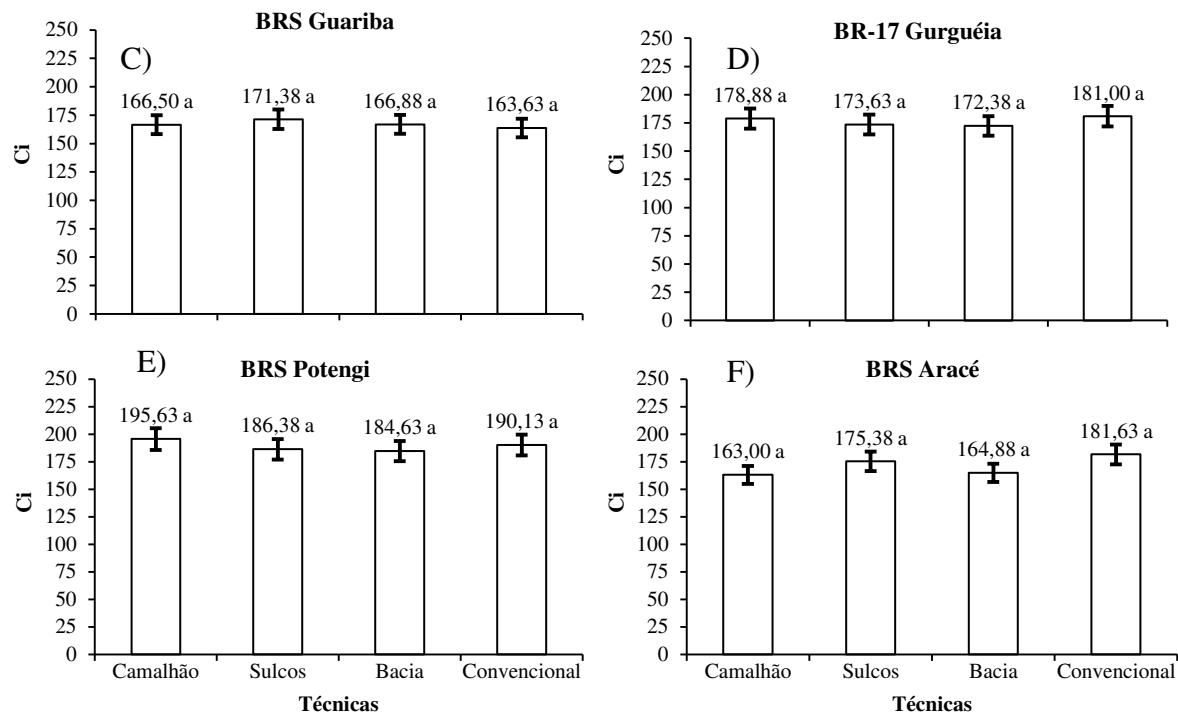 BRS Guariba
C)
250
225
200
175
150
125
100
75
50
25
0
Ci
166,50 a
171,38 a
166,88 a
163,63 a
BR-17 Gurguéia
D)
250
225
200
175
150
125
100
75
50
25
0
Ci
178,88 a
173,63 a
172,38 a
181,00 a
E)
BRS Potengi
250
225
200
175
150
125
100
75
50
25
0
Ci
195,63 a
186,38 a
184,63 a
190,13 a
Camalhão Sulcos Bacia Convencional
Técnicas
F)
BRS Aracé
250
225
200
175
150
125
100
75
50
25
0
Ci
163,00 a
175,38 a
164,88 a
181,63 a
Camalhão Sulcos Bacia Convencional
Técnicas